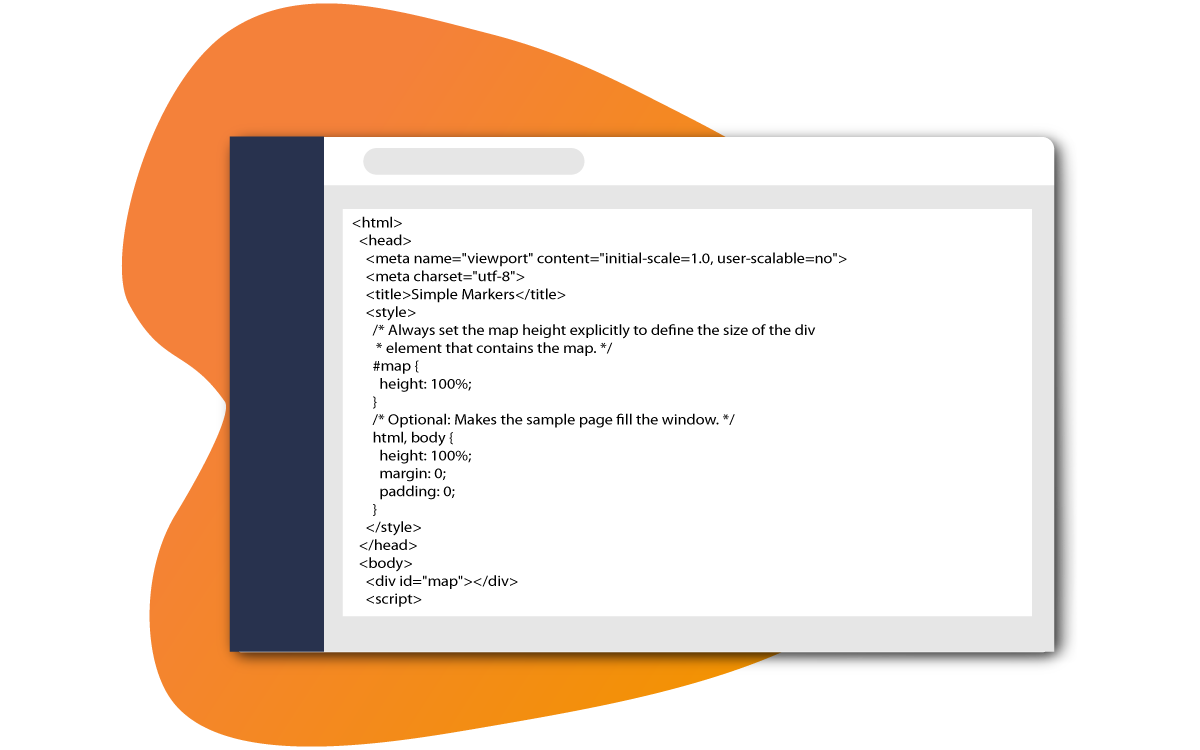 <html>
<head>
<meta name="viewport" content="initial-scale=1.0, user-scalable=no">
<meta charset="utf-8">
<title>Simple Markers</title>
<style>
/* Always set the map height explicitly to define the size of the div
* element that contains the map. */
#map {
height: 100%;
}
/* Optional: Makes the sample page fill the window. */
html, body {
height: 100%;
margin: 0;
padding: 0;
}
</style>
</head>
<body>
<div id="map"></div>
<script>